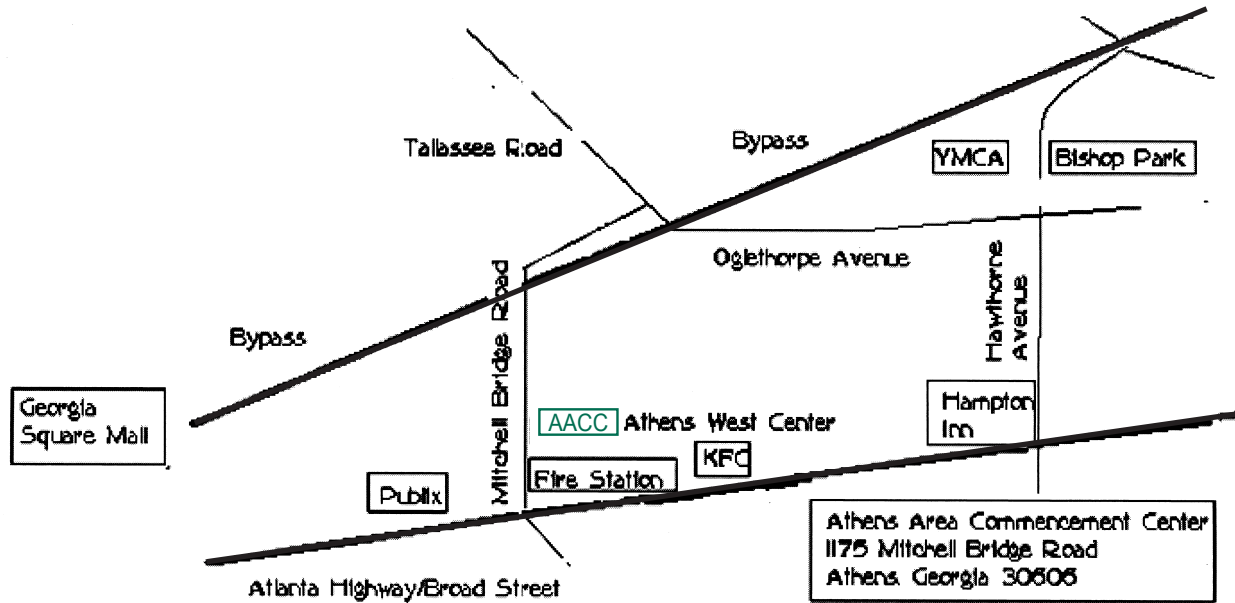 Tallassee Road
Bypass
YMCA
Bishop Park
Oglethorpe Avenue
Mitchell Bridge Road
Hawthorne
Avenue
Bypass
Georgia
Square Mall
AACC Athens West Center
Hampton
Inn
KFC
Fire Station
Publix
Athens Area Commencement Center
1175 Mitchell Bridge Road
Athens Georgia 30606
Atlanta Highway/Broad Street